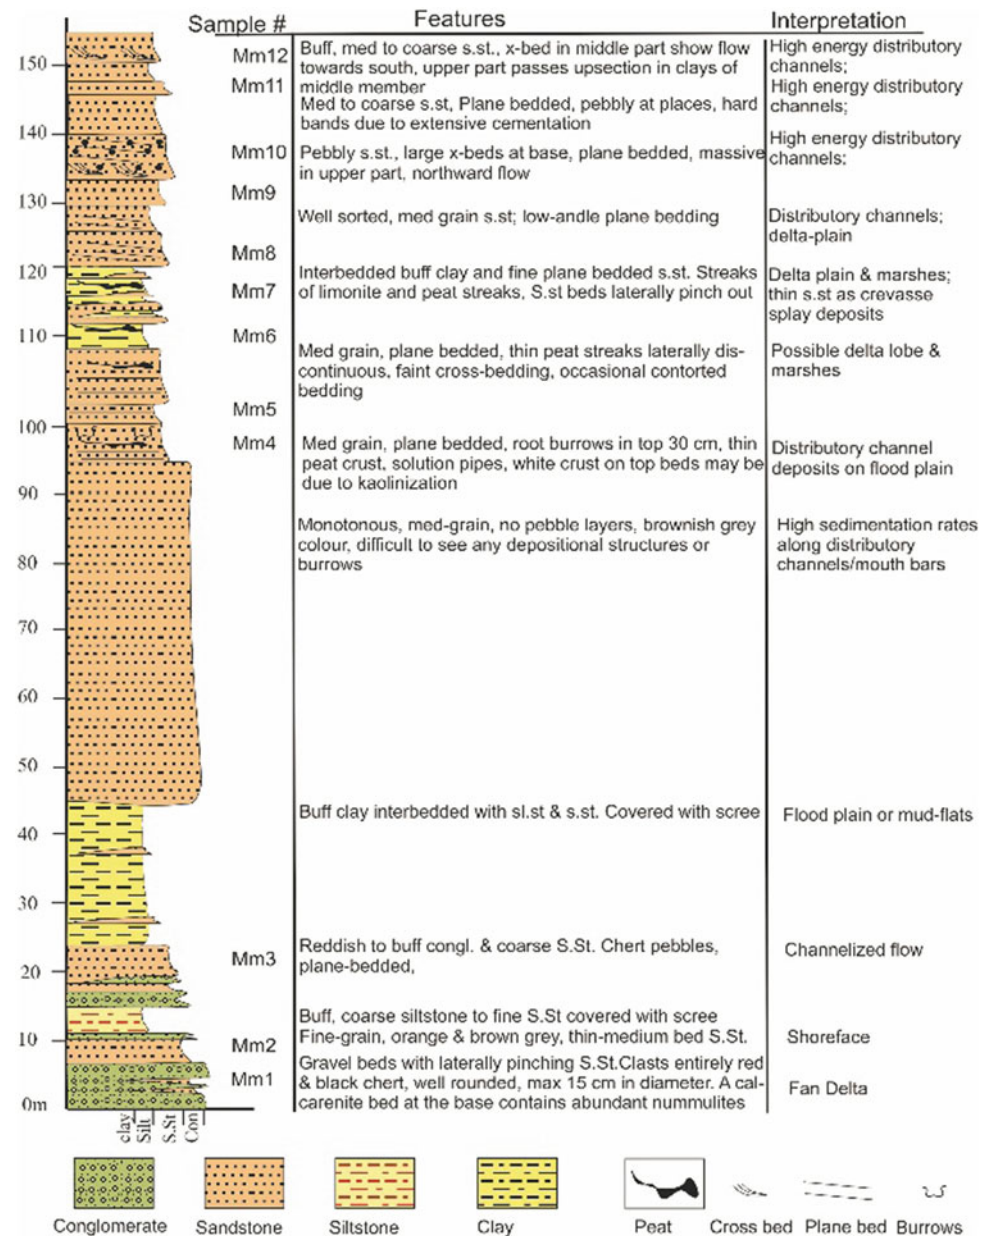 Sample #
Features
Interpretation
150
140
130
120
110
100
90
80
70
60
50
40
30
20
10
0m
clay
Silt
S.St
Con
Mm12
Mm11
Mm10
Mm9
Mm8
Mm7
Mm6
Mm5
Mm4
Mm3
Mm2
Mm1
Buff, med to coarse s.st., x-bed in middle part show flow
towards south, upper part passes upsection in clays of
middle member
Med to coarse s.st, Plane bedded, pebbly at places, hard
bands due to extensive cementation
Pebbly s.st., large x-beds at base, plane bedded, massive
in upper part, northward flow
Well sorted, med grain s.st; low-andle plane bedding
Interbedded buff clay and fine plane bedded s.st. Streaks
of limonite and peat streaks, S.st beds laterally pinch out
Med grain, plane bedded, thin peat streaks laterally dis-
continuous, faint cross-bedding, occasional contorted
bedding
Med grain, plane bedded, root burrows in top 30 cm, thin
peat crust, solution pipes, white crust on top beds may be
due to kaolinization
Monotonous, med-grain, no pebble layers, brownish grey
colour, difficult to see any depositional structures or
burrows
Buff clay interbedded with sl.st & s.st. Covered with scree
Reddish to buff congl. & coarse S.St. Chert pebbles,
plane-bedded,
Buff, coarse siltstone to fine S.St covered with scree
Fine-grain, orange & brown grey, thin-medium bed S.St.
Gravel beds with laterally pinching S.St.Clasts entirely red
& black chert, well rounded, max 15 cm in diameter. A cal-
carenite bed at the base contains abundant nummulites
High energy distributory
channels;
High energy distributory
channels;
High energy distributory
channels;
Distributory channels;
delta-plain
Delta plain & marshes;
thin s.st as crevasse
splay deposits
Possible delta lobe &
marshes
Distributory channel
deposits on flood plain
High sedimentation rates
along distributory
channels/mouth bars
Flood plain or mud-flats
Channelized flow
Shoreface
Fan Delta
Conglomerate
Sandstone
Siltstone
Clay
Peat
Cross bed
Plane bed
Burrows